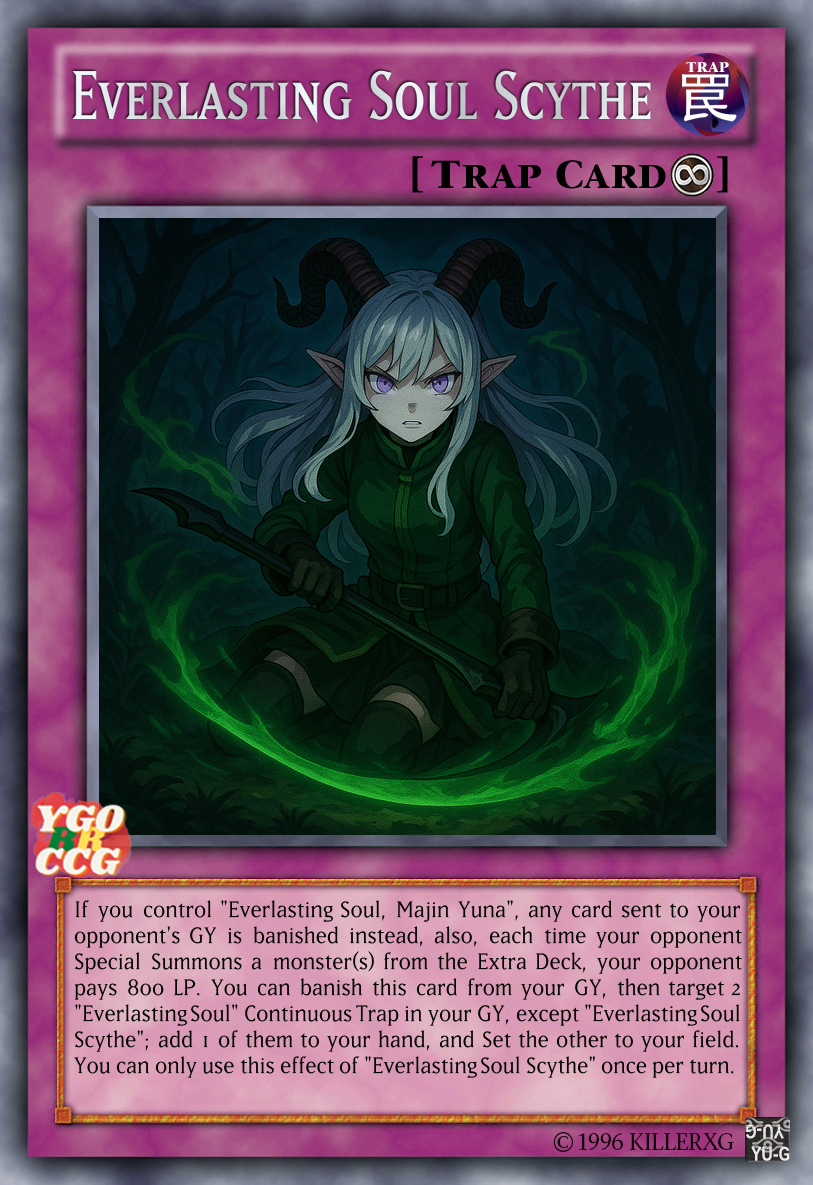 EVERLASTING SOUL SCYTHE
TRAP
罠
[TRAP CARD∞]
YGO
BR
CCG
If you control "Everlasting Soul, Majin Yuna", any card sent to your
opponent's GY is banished instead, also, each time your opponent
Special Summons a monster(s) from the Extra Deck, your opponent
pays 800 LP. You can banish this card from your GY, then target 2
"Everlasting Soul" Continuous Trap in your GY, except "Everlasting Soul
Scythe"; add 1 of them to your hand, and Set the other to your field.
You can only use this effect of "Everlasting Soul Scythe" once per turn.
© 1996 KILLERXG
YU-G